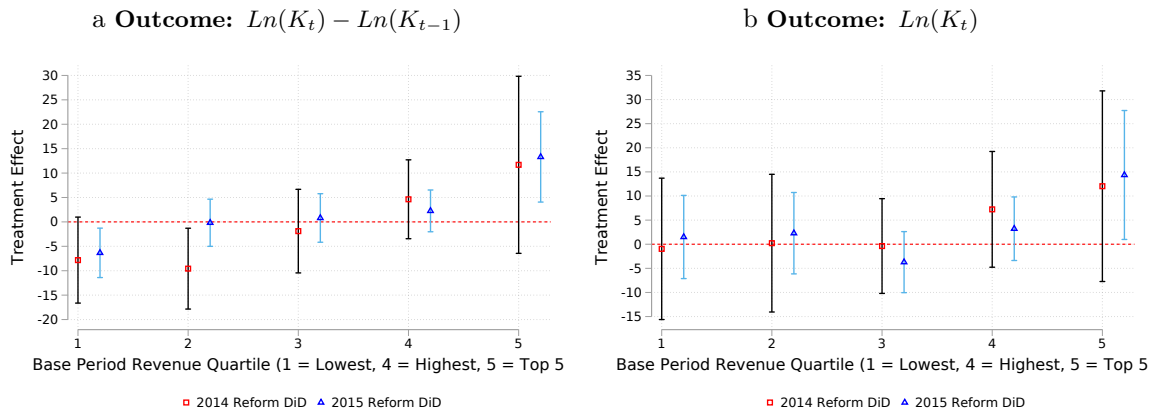 a Outcome: Ln(K_t) − Ln(K_{t−1})
b Outcome: Ln(K_t)
Treatment Effect
30
25
20
15
10
5
0
-5
-10
-15
-20
1 2 3 4 5
Base Period Revenue Quartile (1 = Lowest, 4 = Highest, 5 = Top 5
2014 Reform DiD 2015 Reform DiD
Treatment Effect
35
30
25
20
15
10
5
0
-5
-10
-15
1 2 3 4 5
Base Period Revenue Quartile (1 = Lowest, 4 = Highest, 5 = Top 5
2014 Reform DiD 2015 Reform DiD